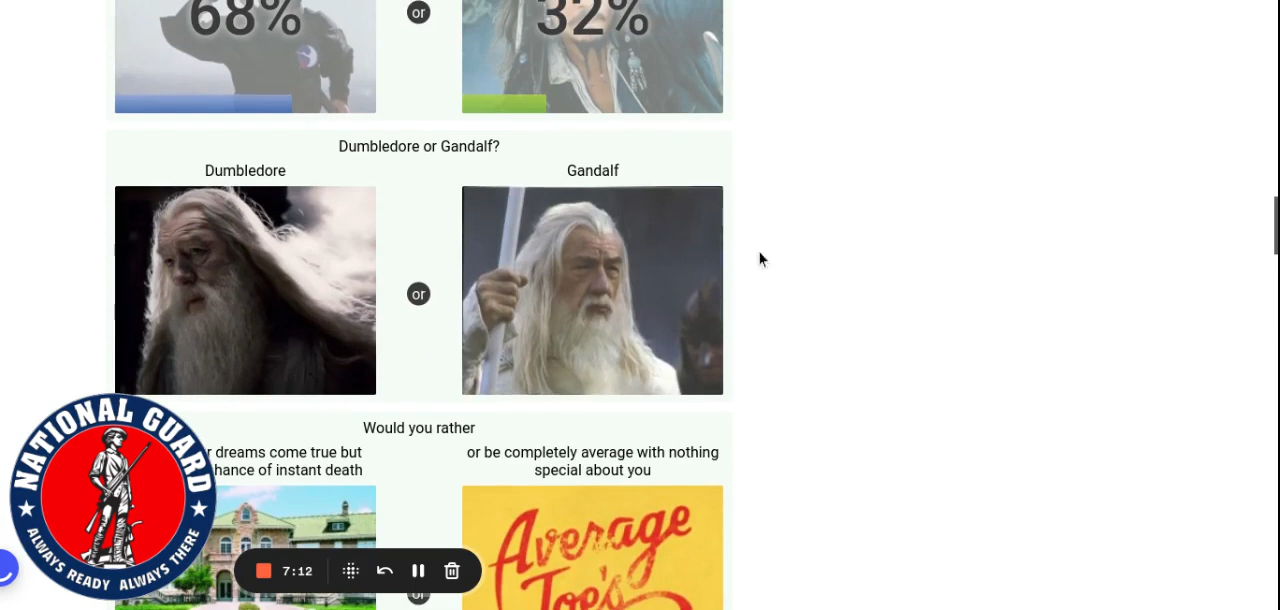 68%
or
32%
Dumbledore or Gandalf?
Dumbledore
Gandalf
or
Would you rather
r dreams come true but
hance of instant death
or be completely average with nothing
special about you
Average
Joe's
or
NATIONAL GUARD
ALWAYS READY ALWAYS THERE
7:12